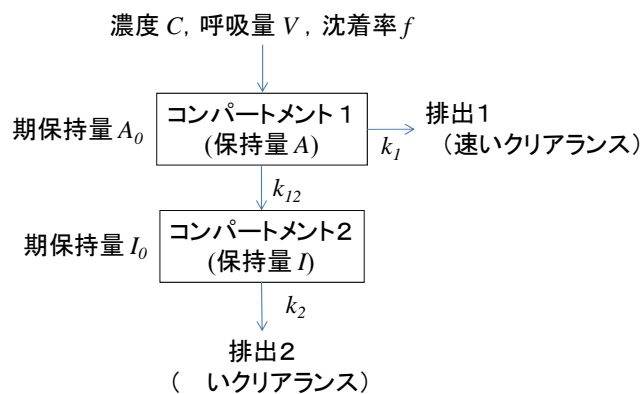 濃度 C, 呼吸量 V, 沈着率 f
期保持量 A0
コンパートメント1
(保持量 A)
k1
排出1
(速いクリアランス)
k12
期保持量 I0
コンパートメント2
(保持量 I)
k2
排出2
( いクリアランス)